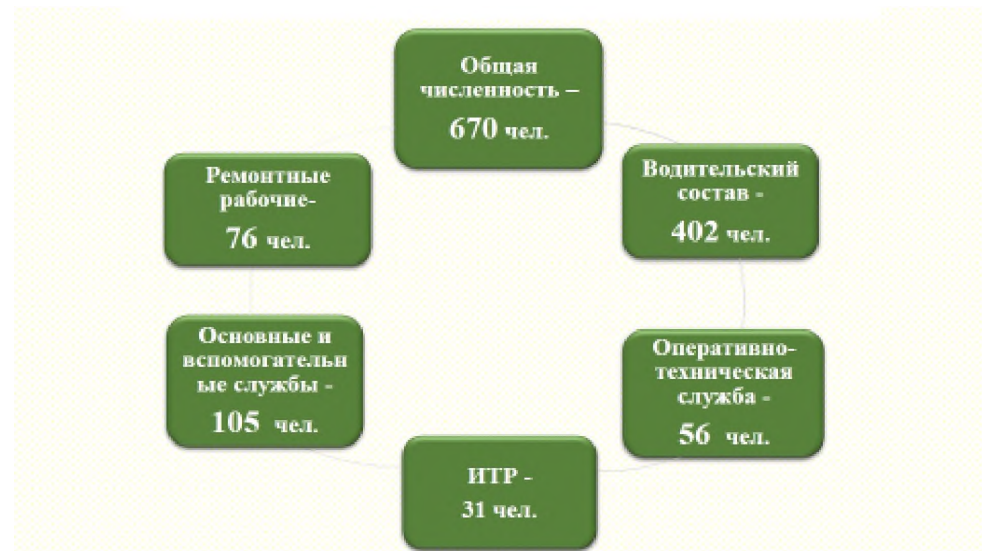 Общая
численность –
670 чел.
Водительский
состав -
402 чел.
Оперативно-
техническая
служба -
56 чел.
ИТР -
31 чел.
Основные и
вспомогательн
ые службы -
105 чел.
Ремонтные
рабочие-
76 чел.